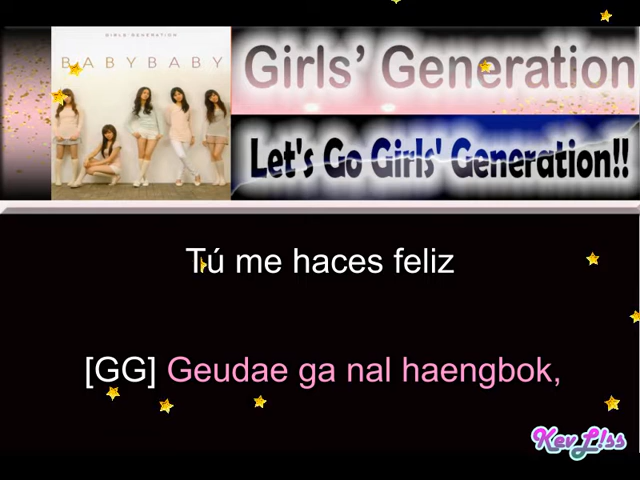 GIRLS' GENERATION
BABYBABY
Girls' Generation
Let's Go Girls' Generation!!
Tú me haces feliz
[GG] Geudae ga nal haengbok,
KevL!ss